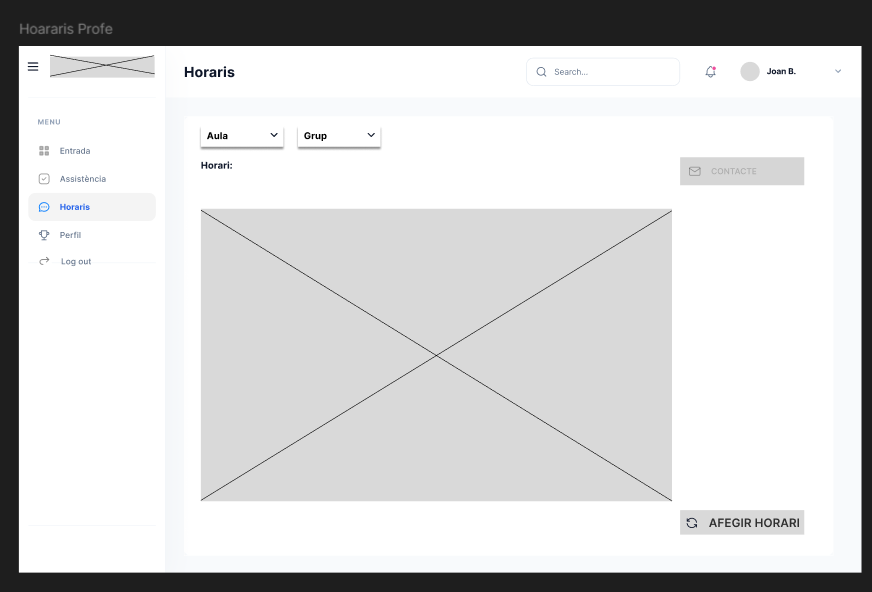 Hoararis Profe
Horaris
Search...
Joan B.
MENU
Entrada
Assistència
Horaris
Perfil
Log out
Aula
Grup
Horari:
CONTACTE
AFEGIR HORARI